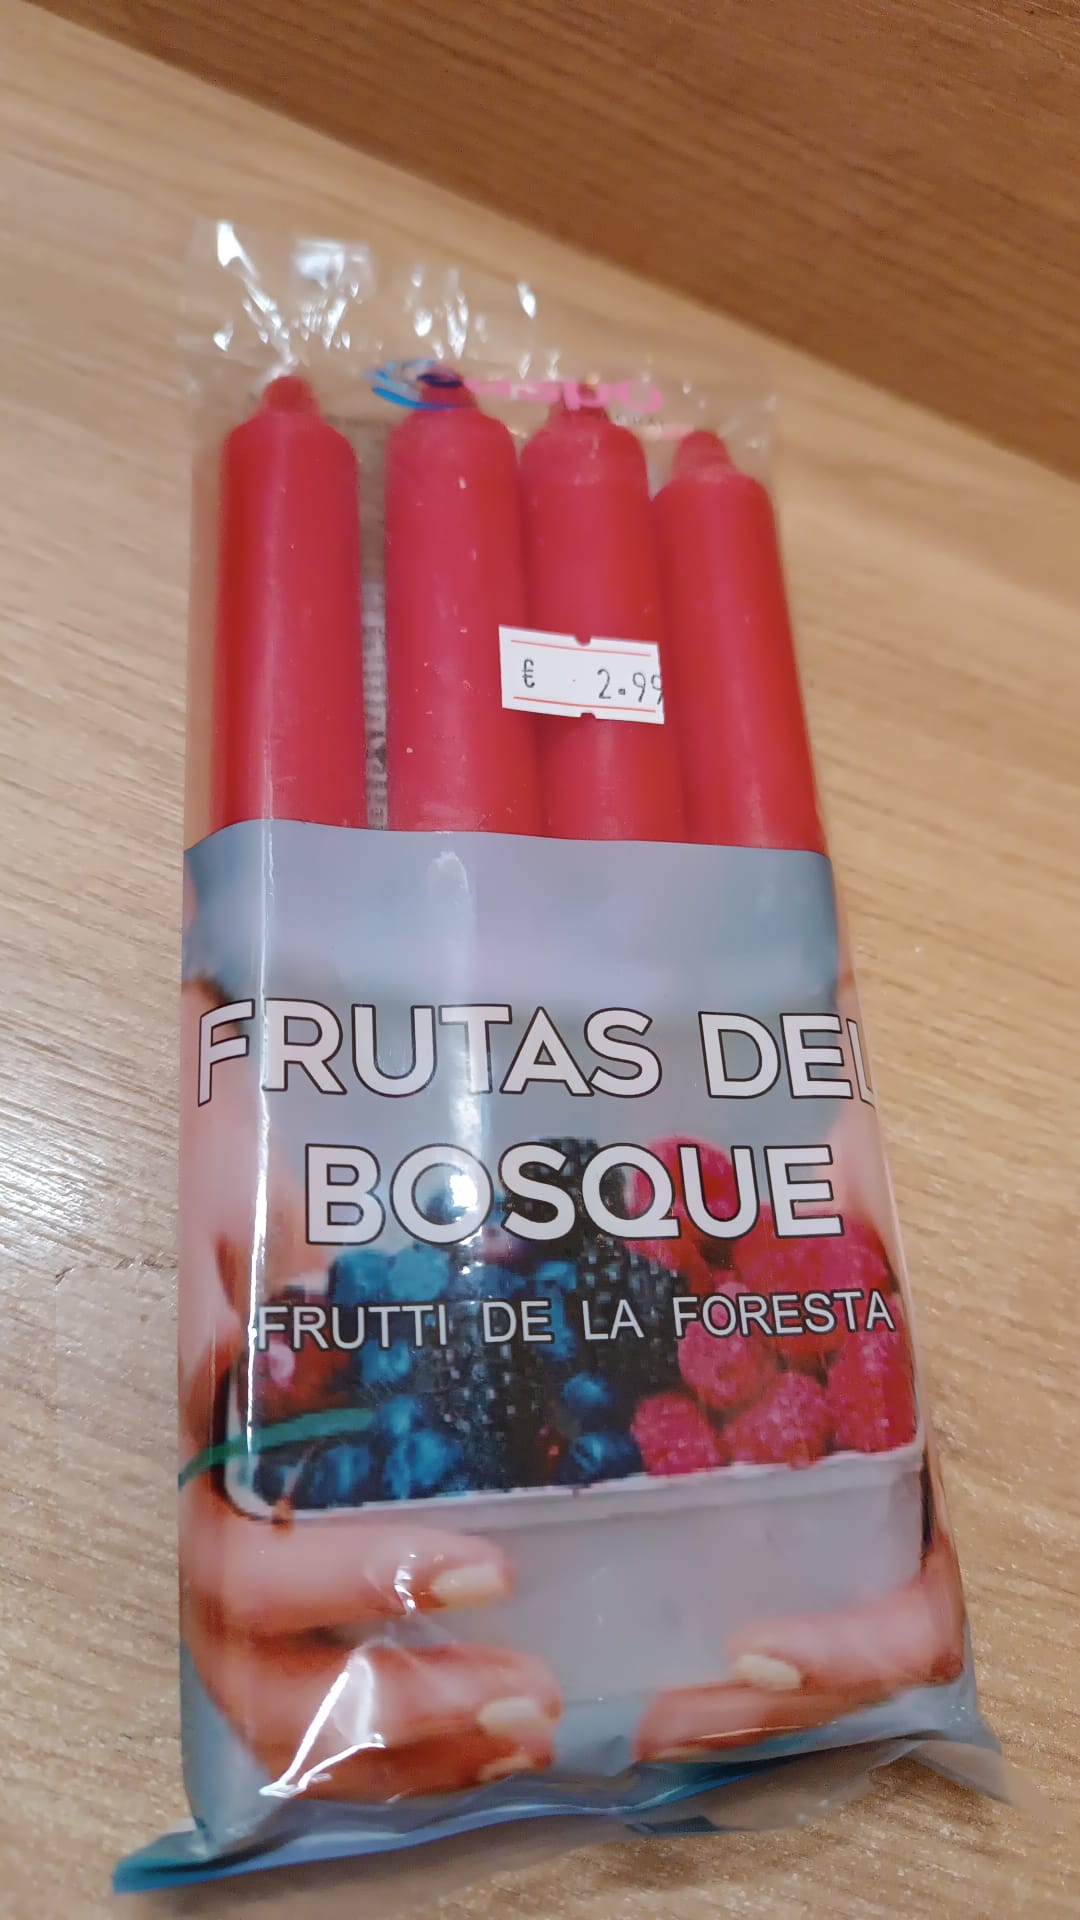 € 2.99
FRUTAS DEL
BOSQUE
FRUTTI DE LA FORESTA